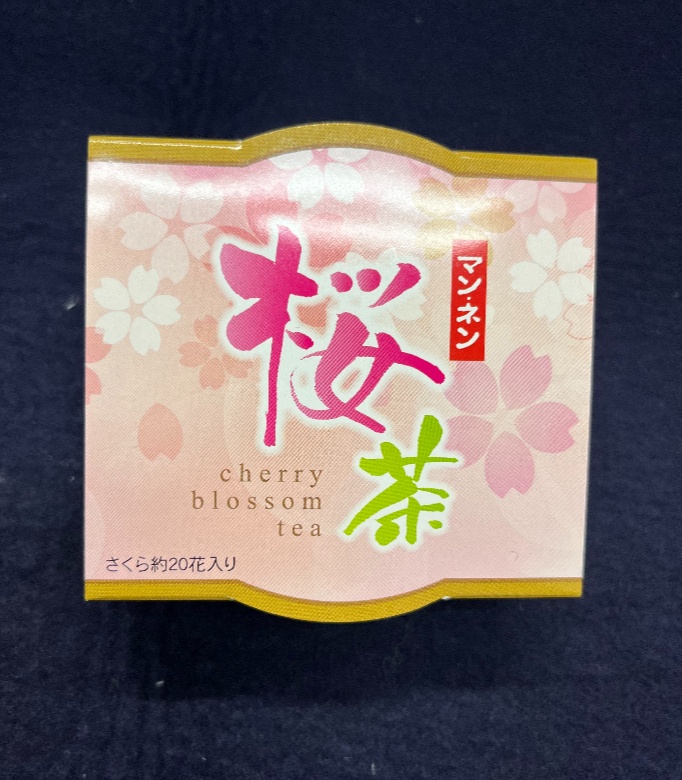 桜茶
マン・ネン
cherry
blossom
tea
さくら約20花入り